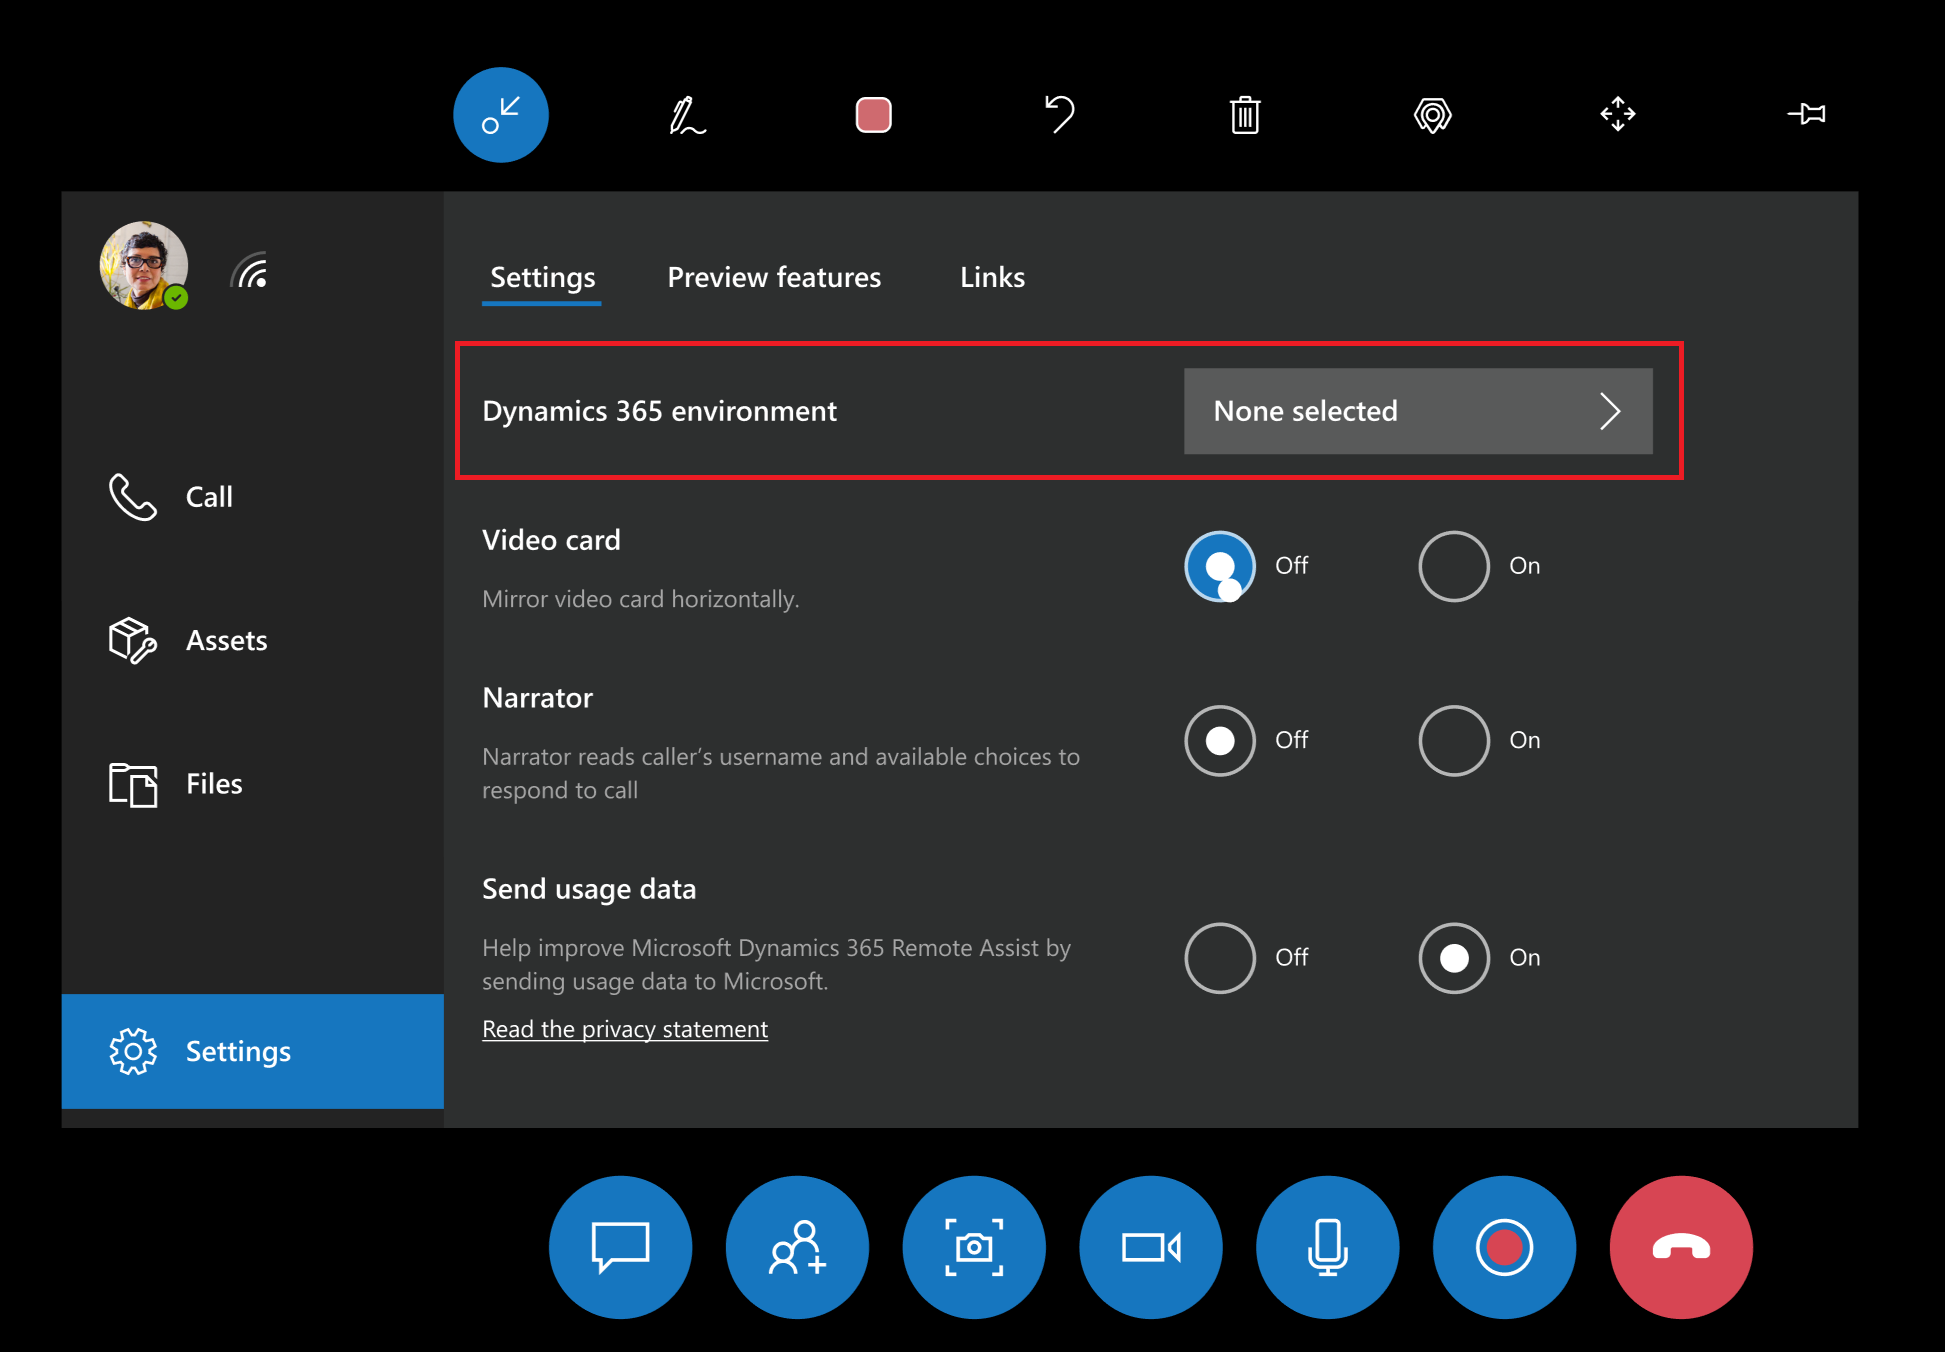 Settings Preview features Links
Dynamics 365 environment None selected
Call
Video card
Off On
Mirror video card horizontally.
Assets
Narrator
Off On
Narrator reads caller's username and available choices to
respond to call
Files
Send usage data
Help improve Microsoft Dynamics 365 Remote Assist by
sending usage data to Microsoft.
Off On
Read the privacy statement
Settings